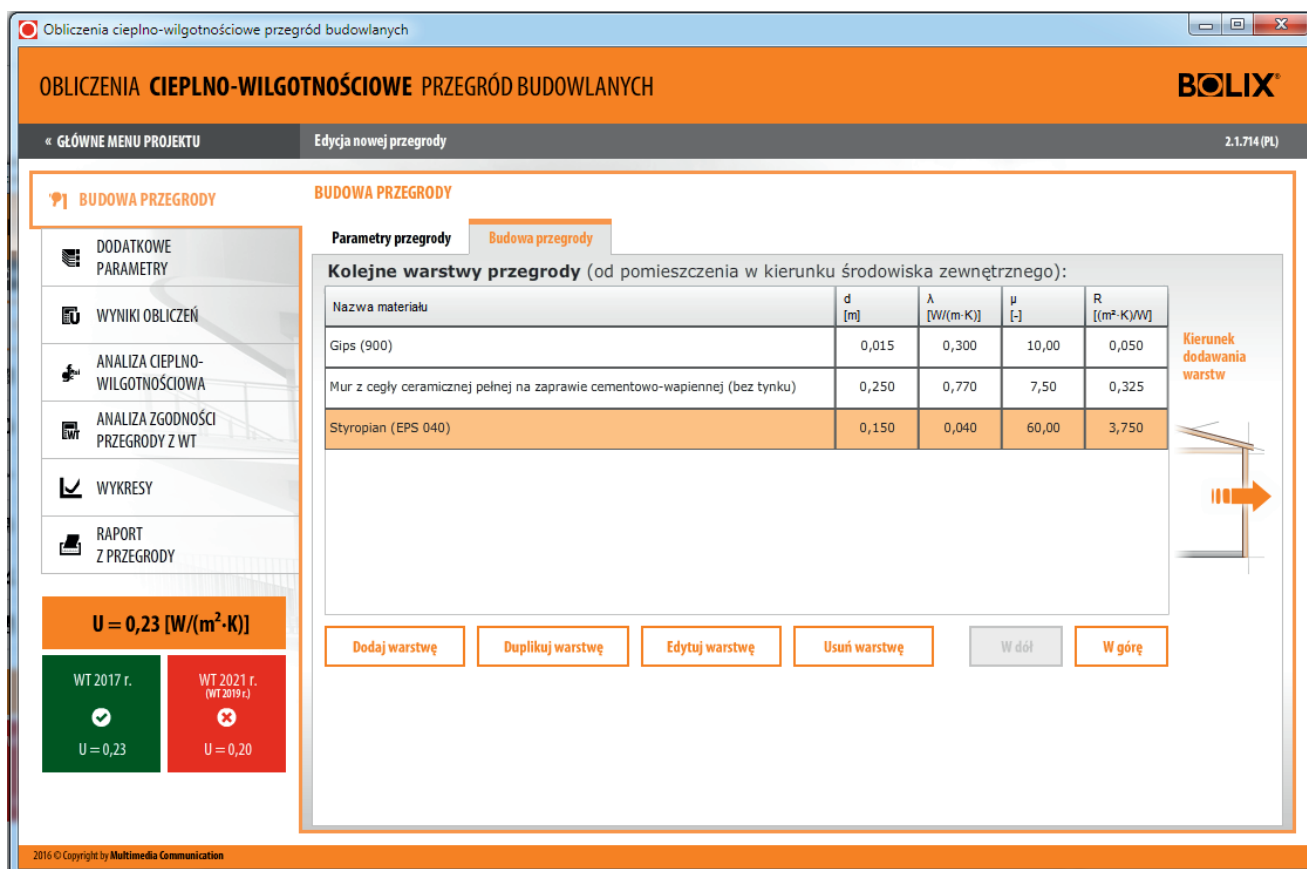 Obliczenia cieplno-wilgotnościowe przegród budowlanych
OBLICZENIA CIEPLNO-WILGOTNOŚCIOWE PRZEGRÓD BUDOWLANYCH
BOLIX®
« GŁÓWNE MENU PROJEKTU
Edycja nowej przegrody
2.1.714 (PL)
BUDOWA PRZEGRODY
DODATKOWE
PARAMETRY
WYNIKI OBLICZEŃ
ANALIZA CIEPLNO-
WILGOTNOŚCIOWA
ANALIZA ZGODNOŚCI
PRZEGRODY Z WT
WYKRESY
RAPORT
Z PRZEGRODY
U = 0,23 [W/(m²·K)]
WT 2017 r.
U = 0,23
WT 2021 r.
(WT 2019 r.)
U = 0,20
BUDOWA PRZEGRODY
Parametry przegrody
Budowa przegrody
Kolejne warstwy przegrody (od pomieszczenia w kierunku środowiska zewnętrznego):
Nazwa materiału d [m] λ [W/(m·K)] μ [-] R [(m²·K)/W]
Gips (900) 0,015 0,300 10,00 0,050
Mur z cegły ceramicznej pełnej na zaprawie cementowo-wapiennej (bez tynku) 0,250 0,770 7,50 0,325
Styropian (EPS 040) 0,150 0,040 60,00 3,750
Kierunek
dodawania
warstw
Dodaj warstwę
Duplikuj warstwę
Edytuj warstwę
Usuń warstwę
W dół
W górę
2016 © Copyright by Multimedia Communication